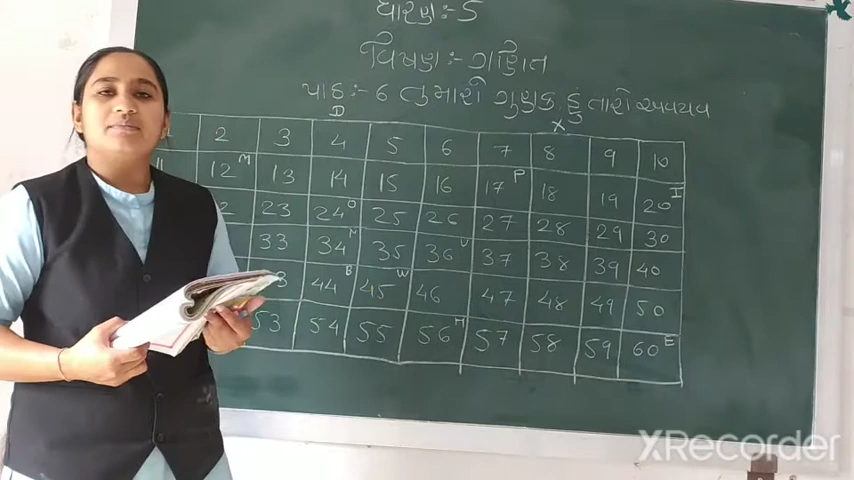 ધોરણ:- 5
વિષય:- ગણિત
પાઠ:- 6 તુ મારો ગુણક હું તારો અવયવ
D X
2 3 4 5 6 7 8 9 10
12 M 13 14 15 16 17 P 18 19 20 I
23 24 O 25 26 27 28 29 30
33 34 N 35 36 U 37 38 39 40
44 B 45 W 46 47 48 49 50
53 54 55 56 H 57 58 59 60 E
XRecorder